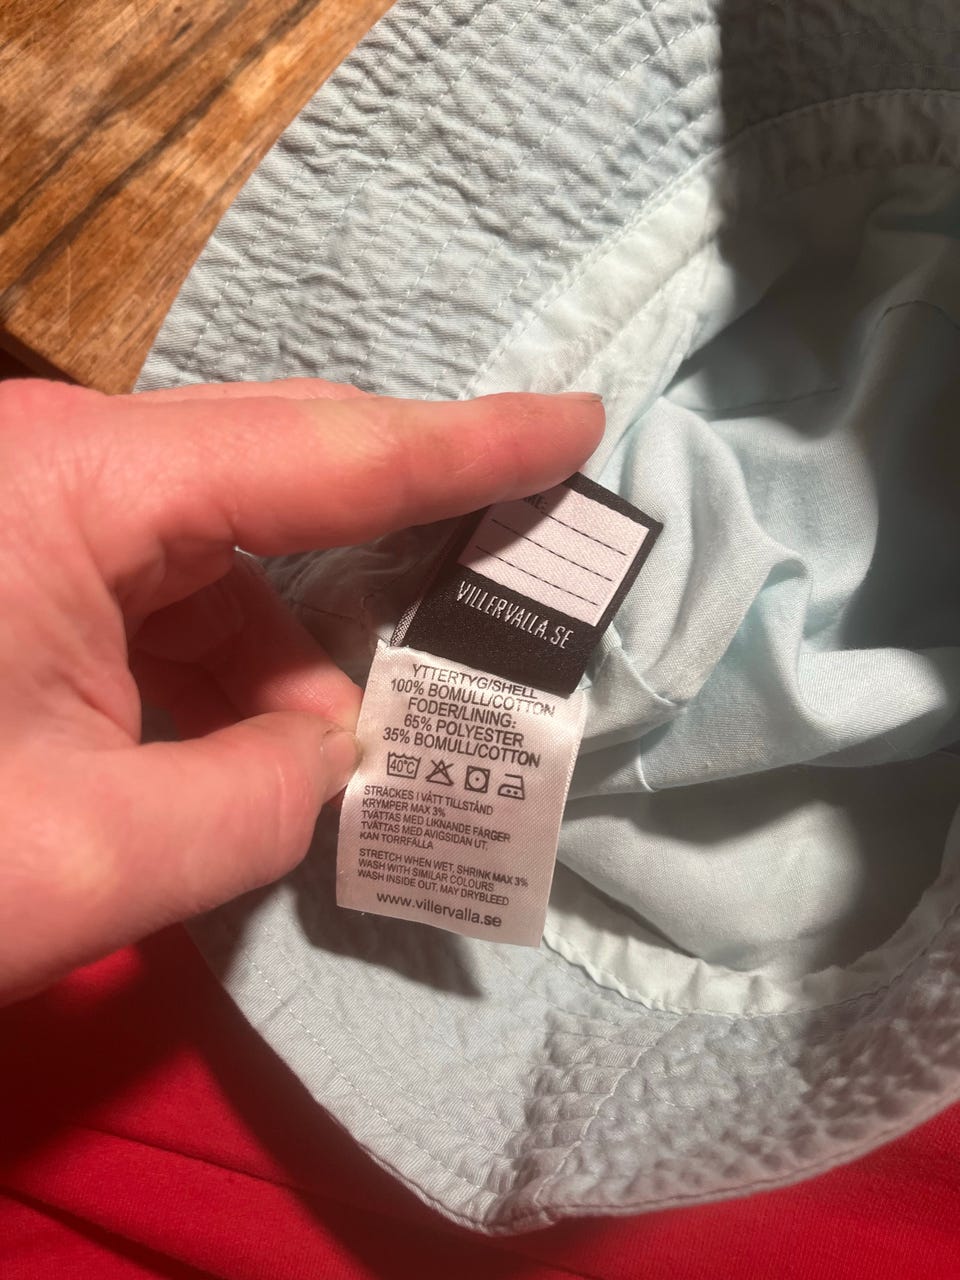 VILLERVALLA.SE
YTTERTYG/SHELL
100% BOMULL/COTTON
FODER/LINING:
65% POLYESTER
35% BOMULL/COTTON
40°C
STRÄCKES I VÅTT TILLSTÅND
KRYMPER MAX 3%
TVÄTTAS MED LIKNANDE FÄRGER
TVÄTTAS MED AVIGSIDAN UT.
KAN TORRFÄLLA
STRETCH WHEN WET, SHRINK MAX 3%
WASH WITH SIMILAR COLOURS
WASH INSIDE OUT, MAY DRYBLEED
www.villervalla.se